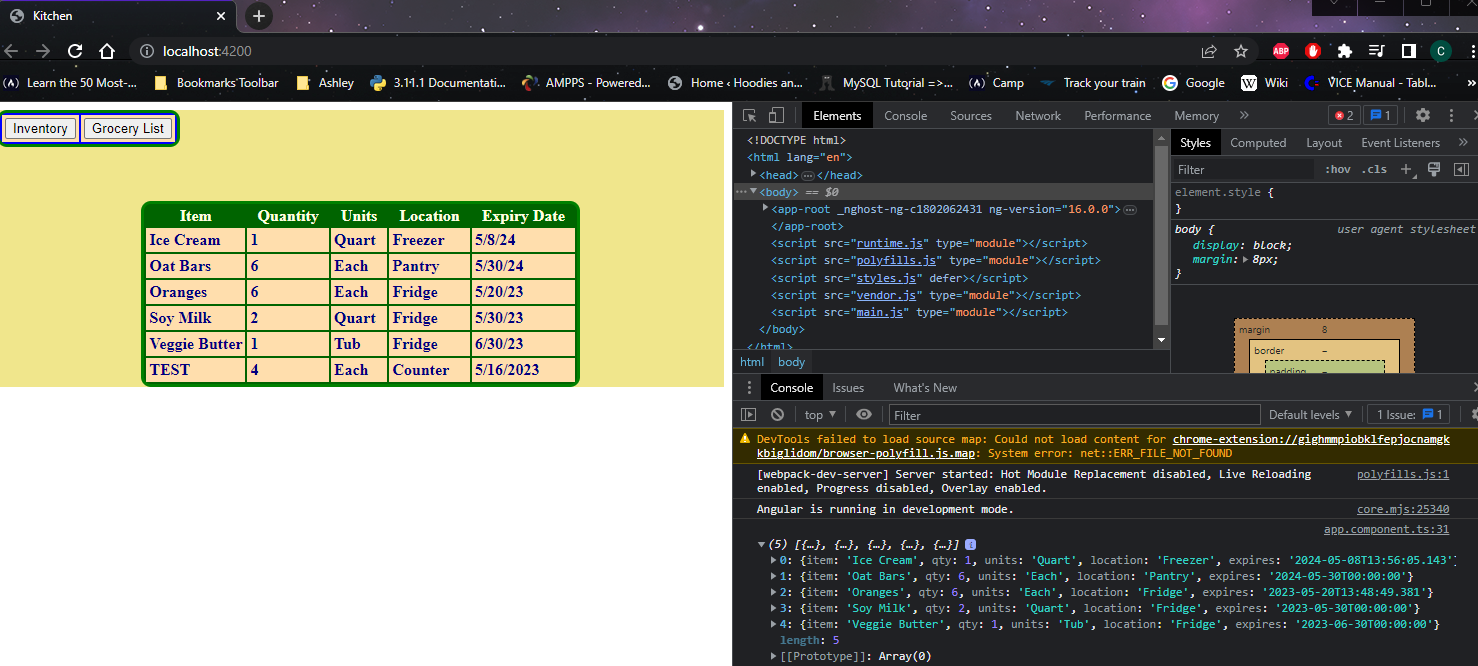 Kitchen
localhost:4200
ABP
C
Learn the 50 Most-... Bookmarks Toolbar Ashley 3.11.1 Documentati... AMPPS - Powered... Home ‹ Hoodies an... MySQL Tutorial =>... Camp Track your train Google Wiki VICE Manual - Tabl... »
Inventory Grocery List
Item Quantity Units Location Expiry Date
Ice Cream 1 Quart Freezer 5/8/24
Oat Bars 6 Each Pantry 5/30/24
Oranges 6 Each Fridge 5/20/23
Soy Milk 2 Quart Fridge 5/30/23
Veggie Butter 1 Tub Fridge 6/30/23
TEST 4 Each Counter 5/16/2023
Elements Console Sources Network Performance Memory » 2 1
<!DOCTYPE html>
<html lang="en">
<head> … </head>
… <body> == $0
<app-root _nghost-ng-c1802062431 ng-version="16.0.0"> …
</app-root>
<script src="runtime.js" type="module"></script>
<script src="polyfills.js" type="module"></script>
<script src="styles.js" defer></script>
<script src="vendor.js" type="module"></script>
<script src="main.js" type="module"></script>
</body>
</html>
html body
Styles Computed Layout Event Listeners »
Filter :hov .cls +
element.style {
}
body { user agent stylesheet
display: block;
margin: 8px;
}
margin 8
border –
padding –
Console Issues What's New
top Filter Default levels 1 Issue: 1
DevTools failed to load source map: Could not load content for chrome-extension://gighmmpiobklfepjocnamgk
kbiglidom/browser-polyfill.js.map: System error: net::ERR_FILE_NOT_FOUND
[webpack-dev-server] Server started: Hot Module Replacement disabled, Live Reloading polyfills.js:1
enabled, Progress disabled, Overlay enabled.
Angular is running in development mode. core.mjs:25340
app.component.ts:31
(5) [{…}, {…}, {…}, {…}, {…}] i
0: {item: 'Ice Cream', qty: 1, units: 'Quart', location: 'Freezer', expires: '2024-05-08T13:56:05.143'
1: {item: 'Oat Bars', qty: 6, units: 'Each', location: 'Pantry', expires: '2024-05-30T00:00:00'}
2: {item: 'Oranges', qty: 6, units: 'Each', location: 'Fridge', expires: '2023-05-20T13:48:49.381'}
3: {item: 'Soy Milk', qty: 2, units: 'Quart', location: 'Fridge', expires: '2023-05-30T00:00:00'}
4: {item: 'Veggie Butter', qty: 1, units: 'Tub', location: 'Fridge', expires: '2023-06-30T00:00:00'}
length: 5
[[Prototype]]: Array(0)